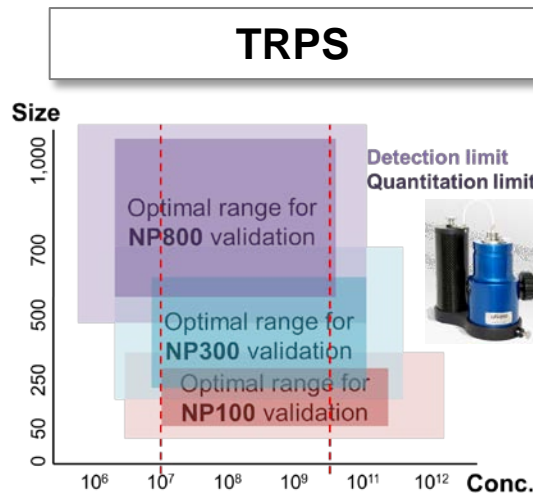 TRPS
Size
1,000
700
500
250
50
0
Detection limit
Quantitation limit
Optimal range for
NP800 validation
Optimal range for
NP300 validation
Optimal range for
NP100 validation
10⁶ 10⁷ 10⁸ 10⁹ 10¹¹ 10¹² Conc.